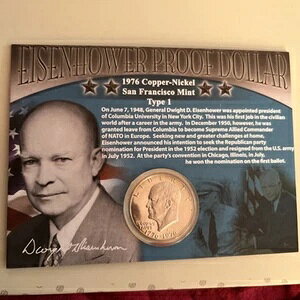 EISENHOWER PROOF DOLLAR
1976 Copper-Nickel
San Francisco Mint
Type 1
On June 7, 1948, General Dwight D. Eisenhower was appointed president
of Columbia University in New York City. This was his first job in the civilian
world after a career in the army. In December 1950, however, he was
granted leave from Columbia to become Supreme Allied Commander
of NATO in Europe. Seeking new and greater challenges at home,
Eisenhower announced his intention to seek the Republican party
nomination for President in the 1952 election and resigned from the U.S. army
in July 1952. At the party's convention in Chicago, Illinois, in July,
he won the nomination on the first ballot.
Dwight D Eisenhower
1776-1976